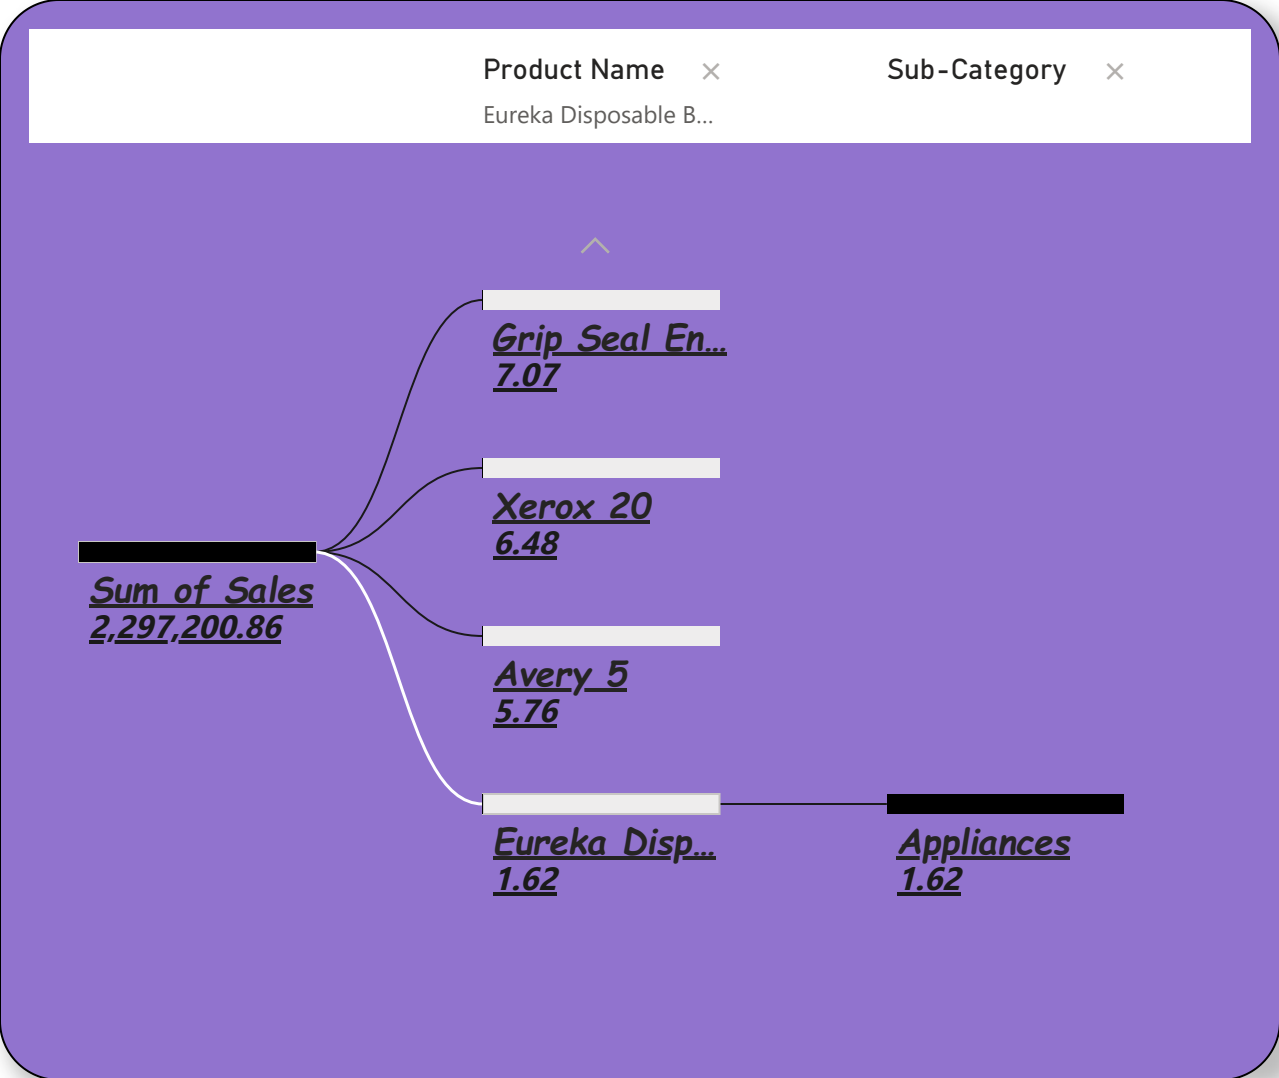 Product Name
Sub-Category
Eureka Disposable B...
Grip Seal En...
7.07
Xerox 20
6.48
Sum of Sales
2,297,200.86
Avery 5
5.76
Eureka Disp...
1.62
Appliances
1.62